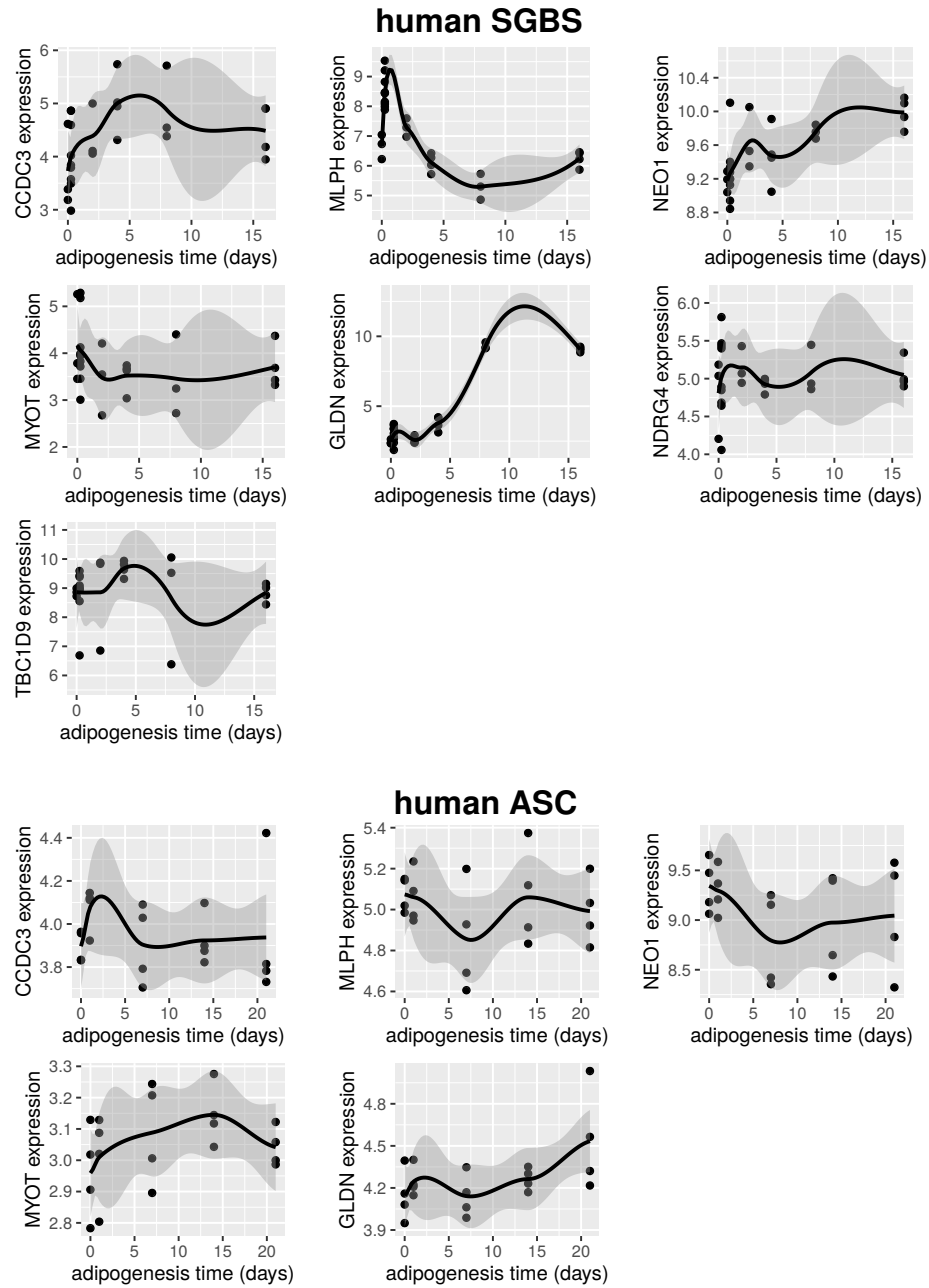 human SGBS
CCDC3 expression
6
5
4
3
0 5 10 15
adipogenesis time (days)
MLPH expression
9
8
7
6
5
0 5 10 15
adipogenesis time (days)
NEO1 expression
10.4
10.0
9.6
9.2
8.8
0 5 10 15
adipogenesis time (days)
MYOT expression
5
4
3
2
0 5 10 15
adipogenesis time (days)
GLDN expression
10
5
0 5 10 15
adipogenesis time (days)
NDRG4 expression
6.0
5.5
5.0
4.5
4.0
0 5 10 15
adipogenesis time (days)
TBC1D9 expression
11
10
9
8
7
6
0 5 10 15
adipogenesis time (days)
human ASC
CCDC3 expression
4.4
4.2
4.0
3.8
0 5 10 15 20
adipogenesis time (days)
MLPH expression
5.4
5.2
5.0
4.8
4.6
0 5 10 15 20
adipogenesis time (days)
NEO1 expression
9.5
9.0
8.5
0 5 10 15 20
adipogenesis time (days)
MYOT expression
3.3
3.2
3.1
3.0
2.9
2.8
0 5 10 15 20
adipogenesis time (days)
GLDN expression
4.8
4.5
4.2
3.9
0 5 10 15 20
adipogenesis time (days)